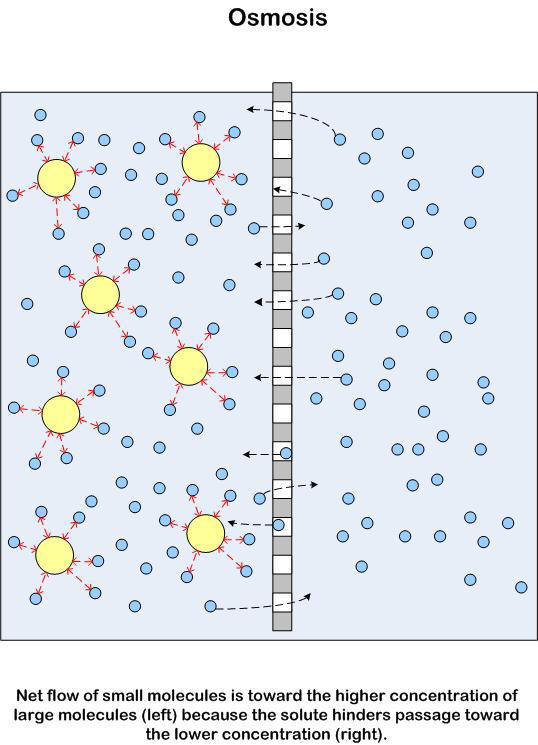 Osmosis
Net flow of small molecules is toward the higher concentration of
large molecules (left) because the solute hinders passage toward
the lower concentration (right).